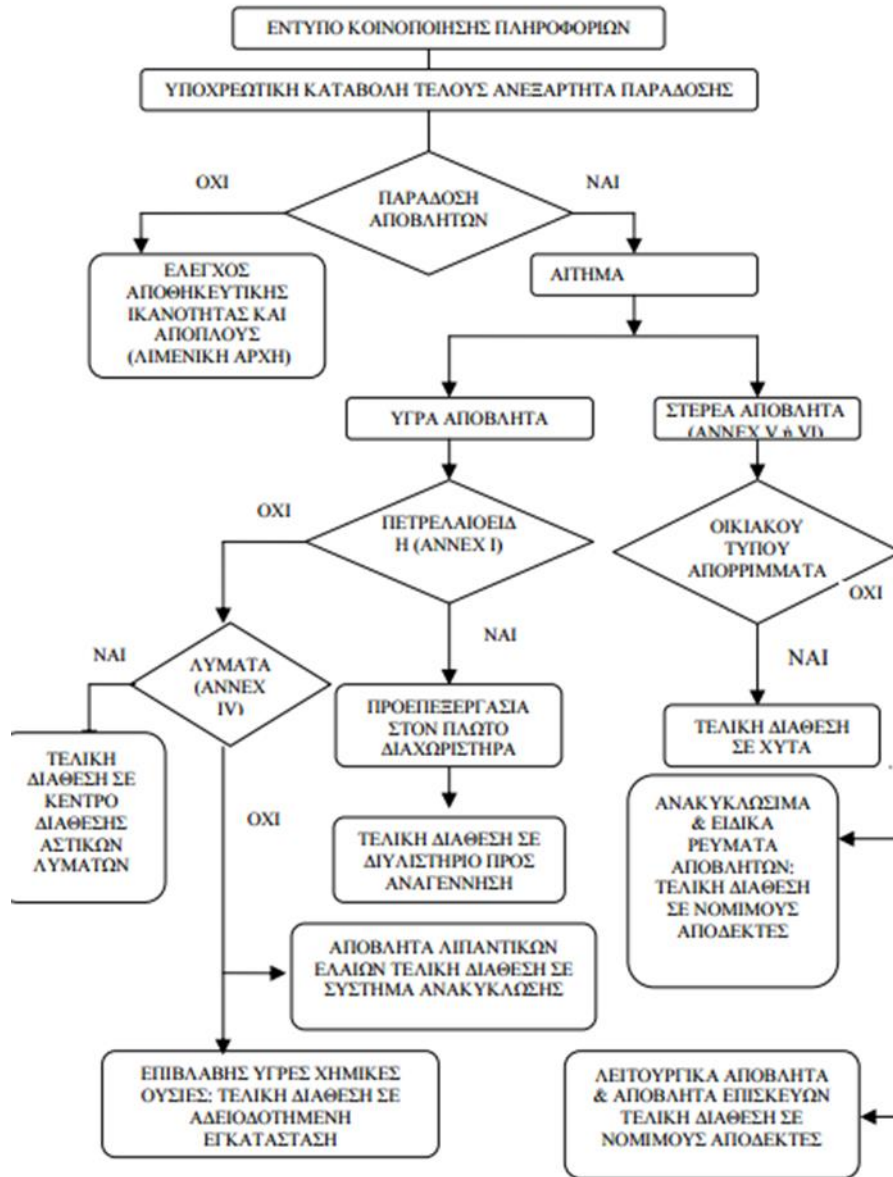 ΕΝΤΥΠΟ ΚΟΙΝΟΠΟΙΗΣΗΣ ΠΛΗΡΟΦΟΡΙΩΝ
ΥΠΟΧΡΕΩΤΙΚΗ ΚΑΤΑΒΟΛΗ ΤΕΛΟΥΣ ΑΝΕΞΑΡΤΗΤΑ ΠΑΡΑΔΟΣΗΣ
ΟΧΙ
ΝΑΙ
ΠΑΡΑΔΟΣΗ
ΑΠΟΒΛΗΤΩΝ
ΕΛΕΓΧΟΣ
ΑΠΟΘΗΚΕΥΤΙΚΗΣ
ΙΚΑΝΟΤΗΤΑΣ ΚΑΙ
ΑΠΟΠΛΟΥΣ
(ΛΙΜΕΝΙΚΗ ΑΡΧΗ)
ΑΙΤΗΜΑ
ΥΓΡΑ ΑΠΟΒΛΗΤΑ
ΣΤΕΡΕΑ ΑΠΟΒΛΗΤΑ
(ΑΝΝΕΧ V ή VI)
ΟΧΙ
ΠΕΤΡΕΛΑΙΟΕΙΔ
Η (ΑΝΝΕΧ Ι)
ΟΙΚΙΑΚΟΥ
ΤΥΠΟΥ
ΑΠΟΡΡΙΜΜΑΤΑ
ΟΧΙ
ΝΑΙ
ΝΑΙ
ΝΑΙ
ΛΥΜΑΤΑ
(ΑΝΝΕΧ
IV)
ΠΡΟΕΠΕΞΕΡΓΑΣΙΑ
ΣΤΟΝ ΠΛΩΤΟ
ΔΙΑΧΩΡΙΣΤΗΡΑ
ΤΕΛΙΚΗ ΔΙΑΘΕΣΗ
ΣΕ ΧΥΤΑ
ΤΕΛΙΚΗ
ΔΙΑΘΕΣΗ ΣΕ
ΚΕΝΤΡΟ
ΔΙΑΘΕΣΗΣ
ΑΣΤΙΚΩΝ
ΛΥΜΑΤΩΝ
ΟΧΙ
ΤΕΛΙΚΗ ΔΙΑΘΕΣΗ ΣΕ
ΔΙΥΛΙΣΤΗΡΙΟ ΠΡΟΣ
ΑΝΑΓΕΝΝΗΣΗ
ΑΝΑΚΥΚΛΩΣΙΜΑ
& ΕΙΔΙΚΑ
ΡΕΥΜΑΤΑ
ΑΠΟΒΛΗΤΩΝ:
ΤΕΛΙΚΗ ΔΙΑΘΕΣΗ
ΣΕ ΝΟΜΙΜΟΥΣ
ΑΠΟΔΕΚΤΕΣ
ΑΠΟΒΛΗΤΑ ΛΙΠΑΝΤΙΚΩΝ
ΕΛΑΙΩΝ ΤΕΛΙΚΗ ΔΙΑΘΕΣΗ ΣΕ
ΣΥΣΤΗΜΑ ΑΝΑΚΥΚΛΩΣΗΣ
ΕΠΙΒΛΑΒΗΣ ΥΓΡΕΣ ΧΗΜΙΚΕΣ
ΟΥΣΙΕΣ: ΤΕΛΙΚΗ ΔΙΑΘΕΣΗ ΣΕ
ΑΔΕΙΟΔΟΤΗΜΕΝΗ
ΕΓΚΑΤΑΣΤΑΣΗ
ΛΕΙΤΟΥΡΓΙΚΑ ΑΠΟΒΛΗΤΑ
& ΑΠΟΒΛΗΤΑ ΕΠΙΣΚΕΥΩΝ
ΤΕΛΙΚΗ ΔΙΑΘΕΣΗ ΣΕ
ΝΟΜΙΜΟΥΣ ΑΠΟΔΕΚΤΕΣ